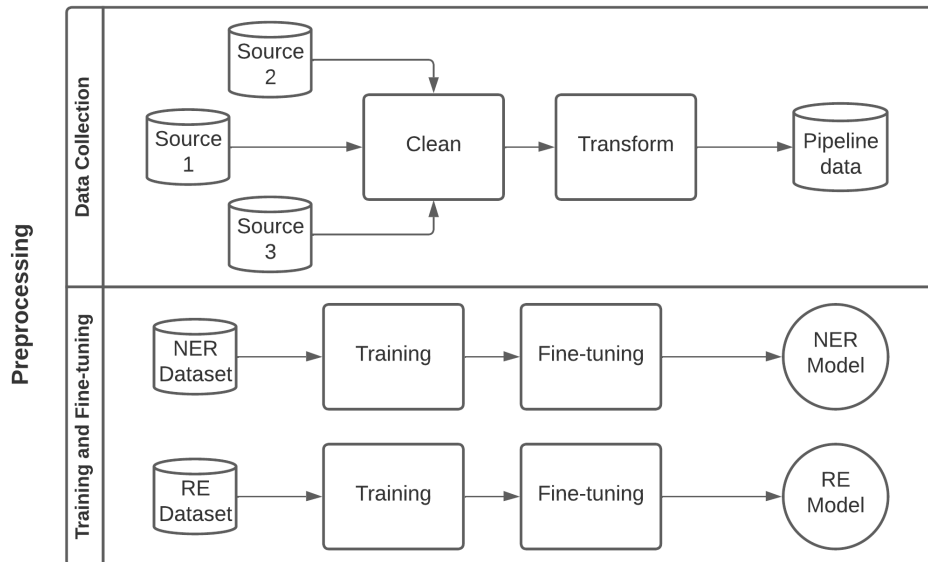 Preprocessing
Data Collection
Source
2
Source
1
Source
3
Clean
Transform
Pipeline
data
Training and Fine-tuning
NER
Dataset
Training
Fine-tuning
NER
Model
RE
Dataset
Training
Fine-tuning
RE
Model